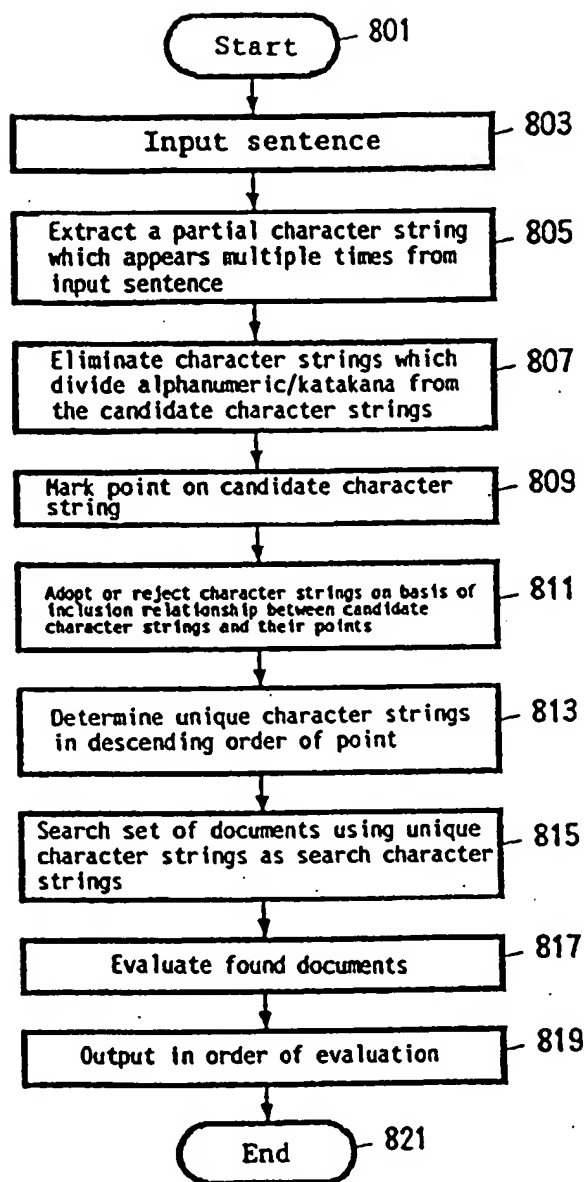 Start
801
Input sentence
803
Extract a partial character string
which appears multiple times from
input sentence
805
Eliminate character strings which
divide alphanumeric/katakana from
the candidate character strings
807
Mark point on candidate character
string
809
Adopt or reject character strings on basis of
inclusion relationship between candidate
character strings and their points
811
Determine unique character strings
in descending order of point
813
Search set of documents using unique
character strings as search character
strings
815
Evaluate found documents
817
Output in order of evaluation
819
End
821